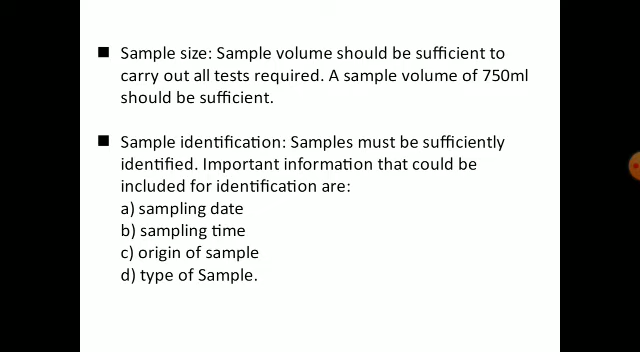 ■ Sample size: Sample volume should be sufficient to
carry out all tests required. A sample volume of 750ml
should be sufficient.
■ Sample identification: Samples must be sufficiently
identified. Important information that could be
included for identification are:
a) sampling date
b) sampling time
c) origin of sample
d) type of Sample.